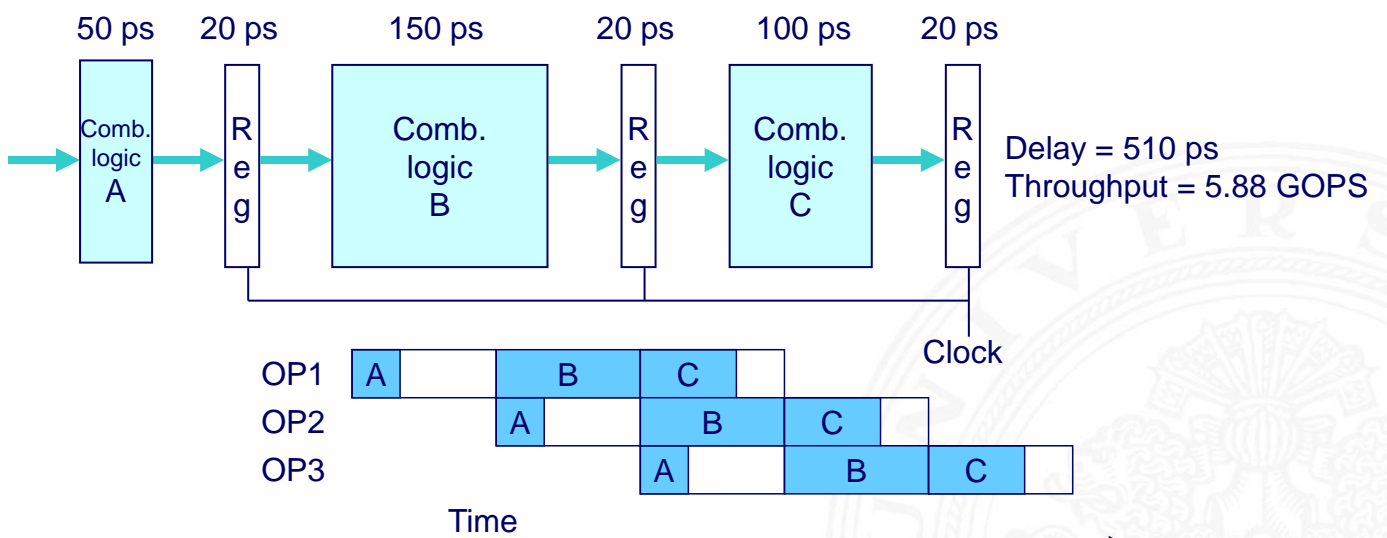 50 ps 20 ps 150 ps 20 ps 100 ps 20 ps
Comb.
logic
A
R
e
g
Comb.
logic
B
R
e
g
Comb.
logic
C
R
e
g
Delay = 510 ps
Throughput = 5.88 GOPS
Clock
OP1 A B C
OP2 A B C
OP3 A B C
Time
U N I V E R S